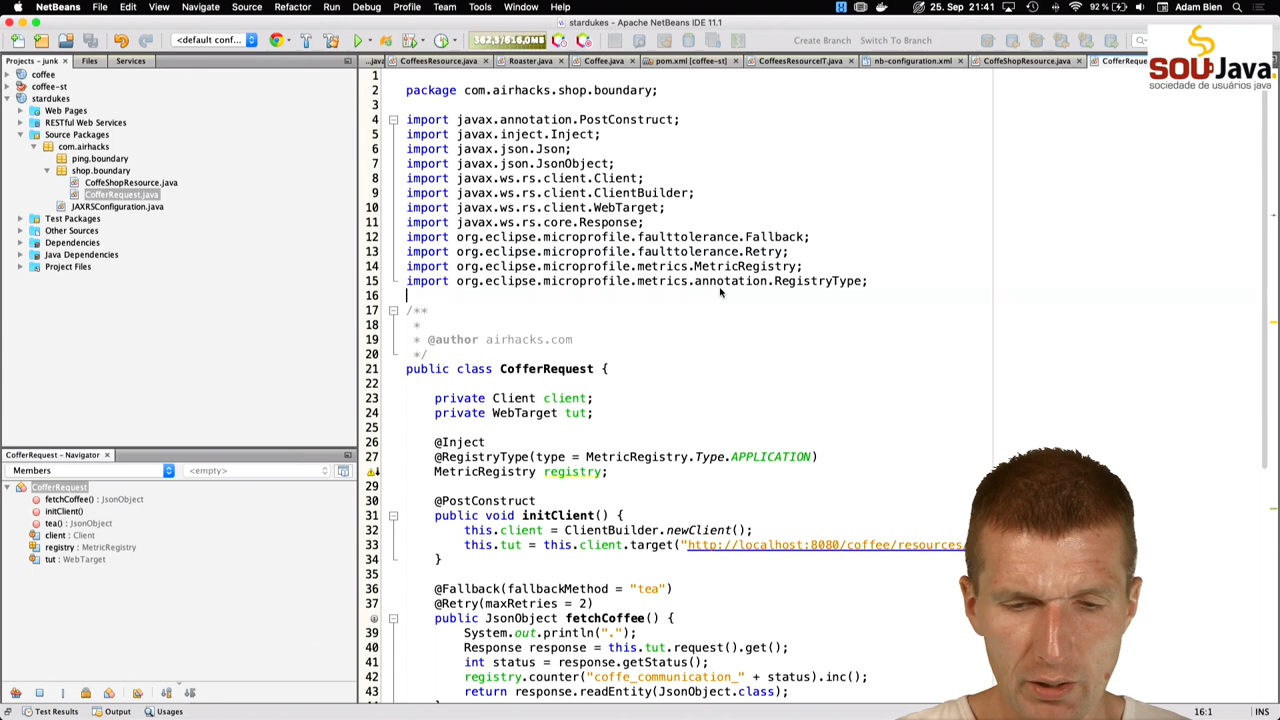 NetBeans File Edit View Navigate Source Refactor Run Debug Profile Team Tools Window Help 25. Sep 21:41 92 % Adam Bien
stardukes - Apache NetBeans IDE 11.1
<default conf... 362,3/616,0MB Create Branch Switch To Branch
SOUJava
sociedade de usuários java
Projects - junk × Files Services
...java CoffeesResource.java Roaster.java Coffee.java pom.xml [coffee-st] CoffeesResourceIT.java nb-configuration.xml CoffeShopResource.java CofferReque
coffee
coffee-st
stardukes
Web Pages
RESTful Web Services
Source Packages
com.airhacks
ping.boundary
shop.boundary
CoffeShopResource.java
CofferRequest.java
JAXRSConfiguration.java
Test Packages
Other Sources
Dependencies
Java Dependencies
Project Files
CofferRequest - Navigator ×
Members <empty>
CofferRequest
fetchCoffee() : JsonObject
initClient()
tea() : JsonObject
client : Client
registry : MetricRegistry
tut : WebTarget
1
2 package com.airhacks.shop.boundary;
3
4 import javax.annotation.PostConstruct;
5 import javax.inject.Inject;
6 import javax.json.Json;
7 import javax.json.JsonObject;
8 import javax.ws.rs.client.Client;
9 import javax.ws.rs.client.ClientBuilder;
10 import javax.ws.rs.client.WebTarget;
11 import javax.ws.rs.core.Response;
12 import org.eclipse.microprofile.faulttolerance.Fallback;
13 import org.eclipse.microprofile.faulttolerance.Retry;
14 import org.eclipse.microprofile.metrics.MetricRegistry;
15 import org.eclipse.microprofile.metrics.annotation.RegistryType;
16
17 /**
18 *
19 * @author airhacks.com
20 */
21 public class CofferRequest {
22
23 private Client client;
24 private WebTarget tut;
25
26 @Inject
27 @RegistryType(type = MetricRegistry.Type.APPLICATION)
MetricRegistry registry;
29
30 @PostConstruct
31 public void initClient() {
32 this.client = ClientBuilder.newClient();
33 this.tut = this.client.target("http://localhost:8080/coffee/resources/
34 }
35
36 @Fallback(fallbackMethod = "tea")
37 @Retry(maxRetries = 2)
public JsonObject fetchCoffee() {
39 System.out.println(".");
40 Response response = this.tut.request().get();
41 int status = response.getStatus();
42 registry.counter("coffe_communication_" + status).inc();
43 return response.readEntity(JsonObject.class);
Test Results Output Usages 16:1 INS